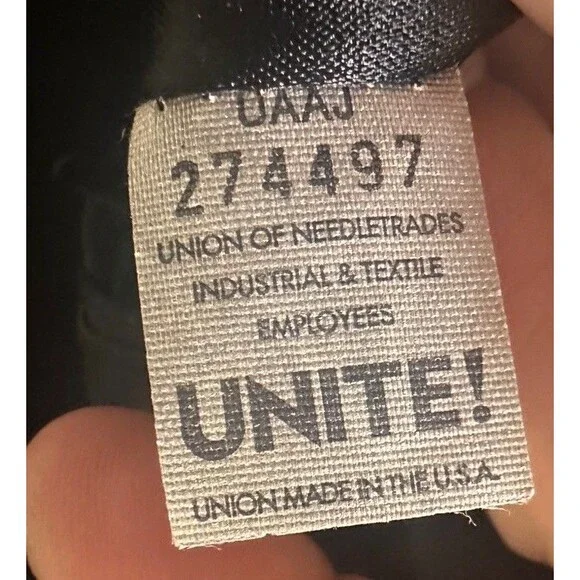 UAAJ
274497
UNION OF NEEDLETRADES
INDUSTRIAL & TEXTILE
EMPLOYEES
UNITE!
UNION MADE IN THE U.S.A.